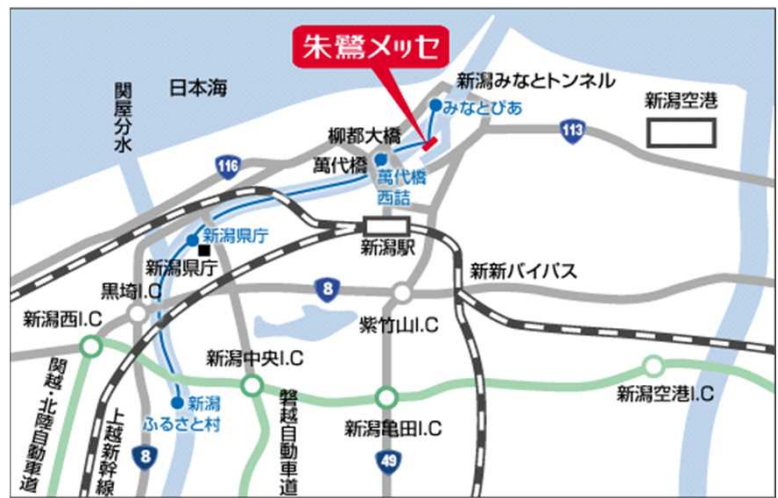 朱鷺メッセ
日本海
関屋分水
新潟みなとトンネル
みなとぴあ
新潟空港
柳都大橋
113
116
萬代橋
萬代橋
西詰
新潟県庁
新潟県庁
新潟駅
新新バイパス
8
黒埼I.C
紫竹山I.C
新潟西I.C
新潟中央I.C
新潟空港I.C
新潟
ふるさと村
新潟亀田I.C
関越・北陸自動車道
上越新幹線
8
磐越自動車道
49